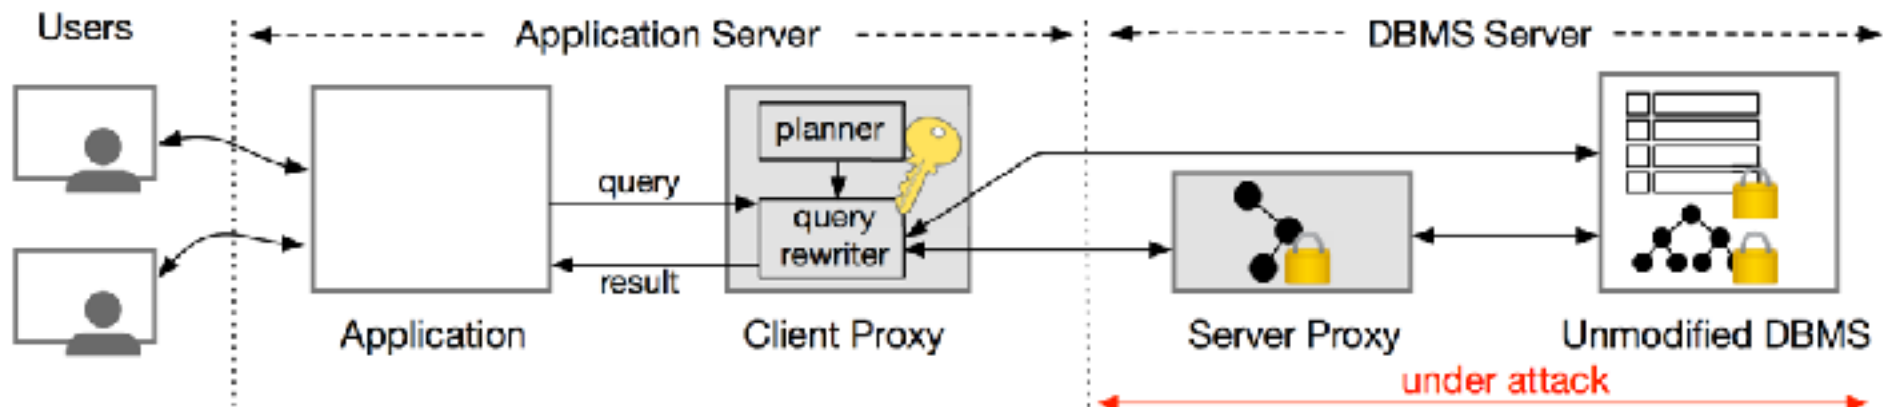 Users
Application Server
DBMS Server
planner
query
query
rewriter
result
Application
Client Proxy
Server Proxy
Unmodified DBMS
under attack